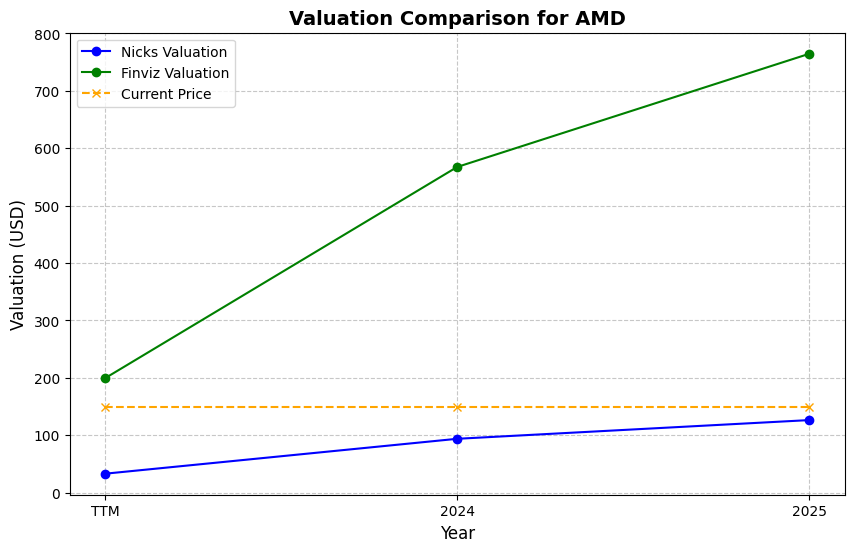 Valuation Comparison for AMD
Nicks Valuation
Finviz Valuation
Current Price
800
700
600
500
400
300
200
100
0
Valuation (USD)
TTM 2024 2025
Year